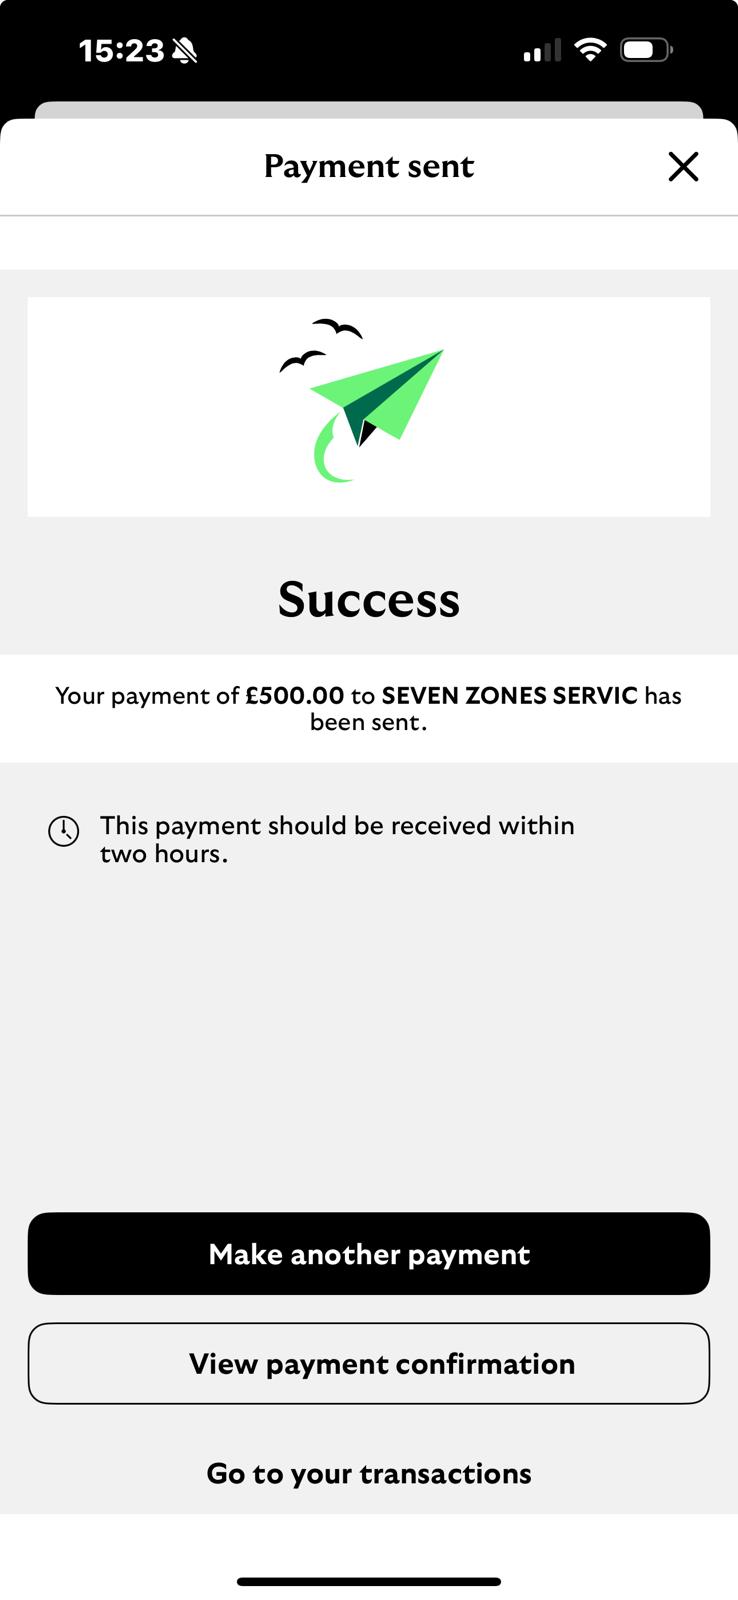 15:23
Payment sent
Success
Your payment of £500.00 to SEVEN ZONES SERVIC has
been sent.
This payment should be received within
two hours.
Make another payment
View payment confirmation
Go to your transactions